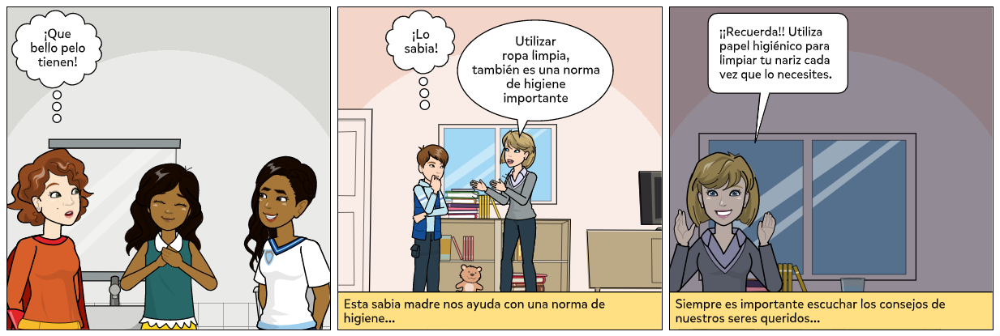 ¡Que
bello pelo
tienen!
¡Lo
sabia!
Utilizar
ropa limpia,
también es una norma
de higiene
importante
Esta sabia madre nos ayuda con una norma de
higiene...
¡¡Recuerda!! Utiliza
papel higiénico para
limpiar tu nariz cada
vez que lo necesites.
Siempre es importante escuchar los consejos de
nuestros seres queridos...